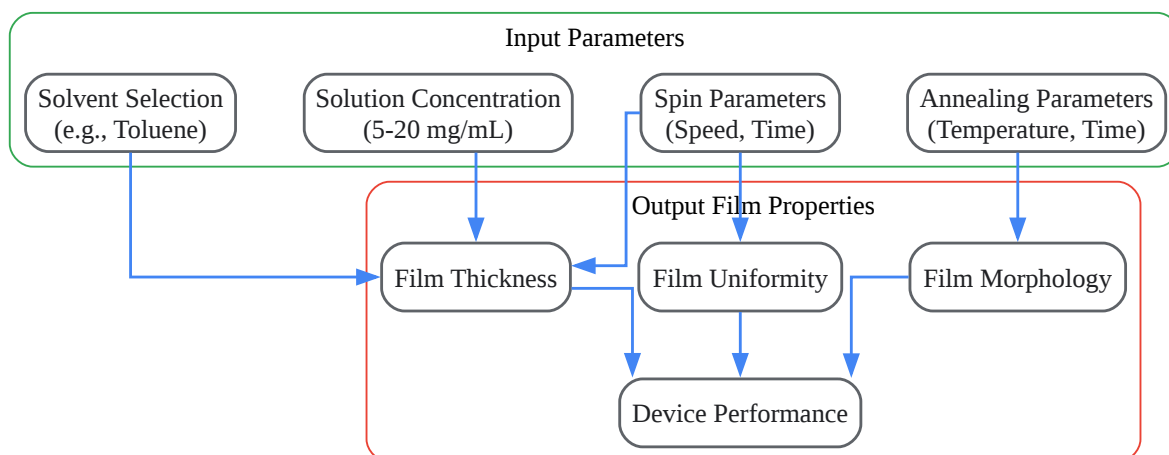 Input Parameters
Solvent Selection
(e.g., Toluene)
Solution Concentration
(5-20 mg/mL)
Spin Parameters
(Speed, Time)
Annealing Parameters
(Temperature, Time)
Output Film Properties
Film Thickness
Film Uniformity
Film Morphology
Device Performance